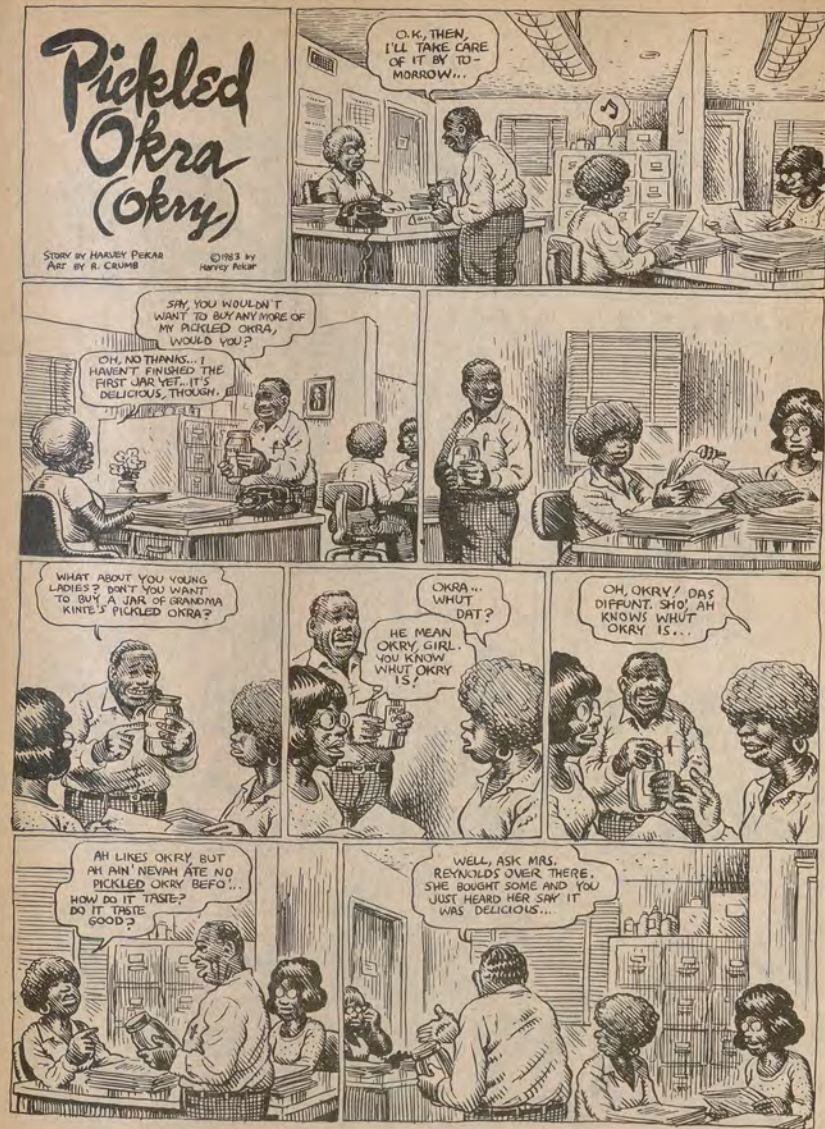 Pickled
Okra
(Okry)
STORY BY HARVEY PEKAR
ART BY R. CRUMB
©1983 by
Harvey Pekar
O.K., THEN,
I'LL TAKE CARE
OF IT BY TO-
MORROW...
SAY, YOU WOULDN'T
WANT TO BUY ANY MORE OF
MY PICKLED OKRA,
WOULD YOU?
OH, NO THANKS... I
HAVEN'T FINISHED THE
FIRST JAR YET... IT'S
DELICIOUS, THOUGH.
WHAT ABOUT YOU YOUNG
LADIES? DON'T YOU WANT
TO BUY A JAR OF GRANDMA
KINTE'S PICKLED OKRA?
OKRA...
WHUT
DAT?
HE MEAN
OKRY, GIRL.
YOU KNOW
WHUT OKRY
IS!
OH, OKRY! DAS
DIFFUNT. SHO', AH
KNOWS WHUT
OKRY IS...
AH LIKES OKRY, BUT
AH AIN' NEVAH ATE NO
PICKLED OKRY BEFO'...
HOW DO IT TASTE?
DO IT TASTE
GOOD?
WELL, ASK MRS.
REYNOLDS OVER THERE.
SHE BOUGHT SOME AND YOU
JUST HEARD HER SAY IT
WAS DELICIOUS...